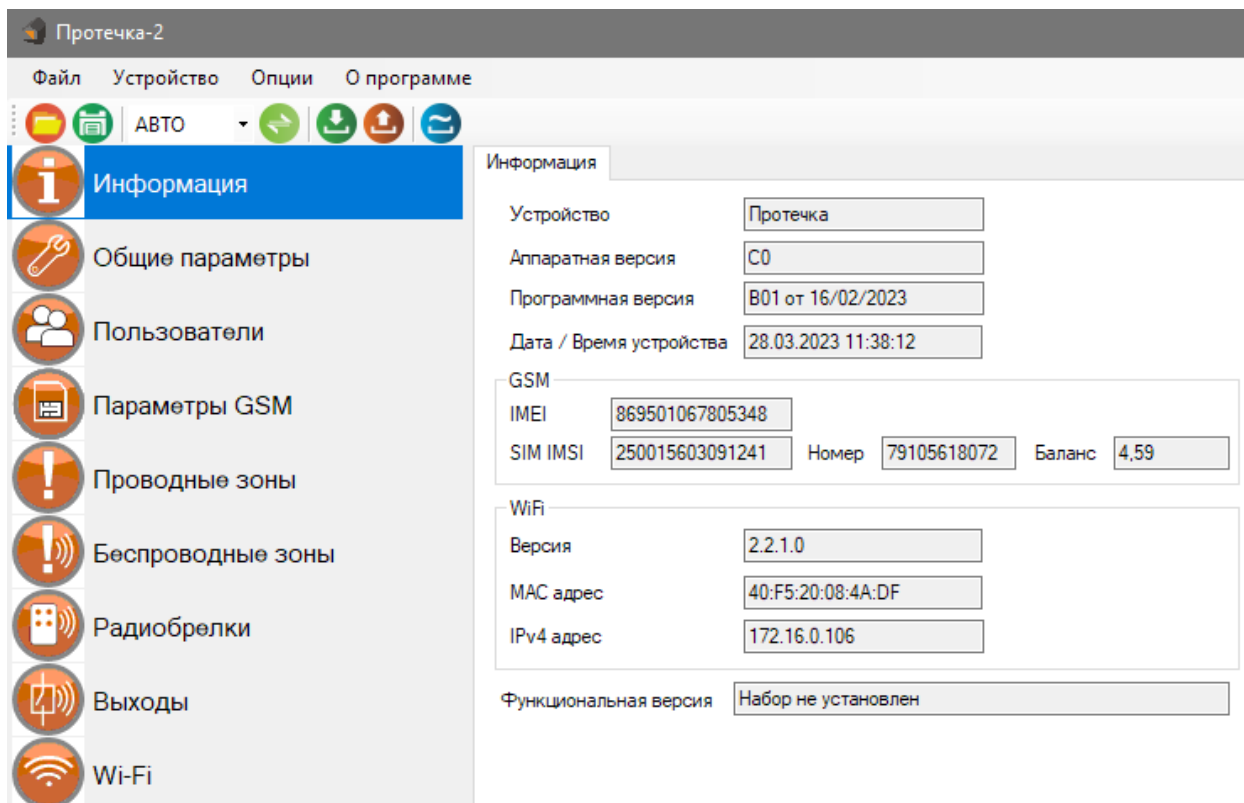 Протечка-2
Файл Устройство Опции О программе
АВТО
Информация
Общие параметры
Пользователи
Параметры GSM
Проводные зоны
Беспроводные зоны
Радиобрелки
Выходы
Wi-Fi
Информация
Устройство Протечка
Аппаратная версия C0
Программная версия B01 от 16/02/2023
Дата / Время устройства 28.03.2023 11:38:12
GSM
IMEI 869501067805348
SIM IMSI 250015603091241 Номер 79105618072 Баланс 4,59
WiFi
Версия 2.2.1.0
MAC адрес 40:F5:20:08:4A:DF
IPv4 адрес 172.16.0.106
Функциональная версия Набор не установлен